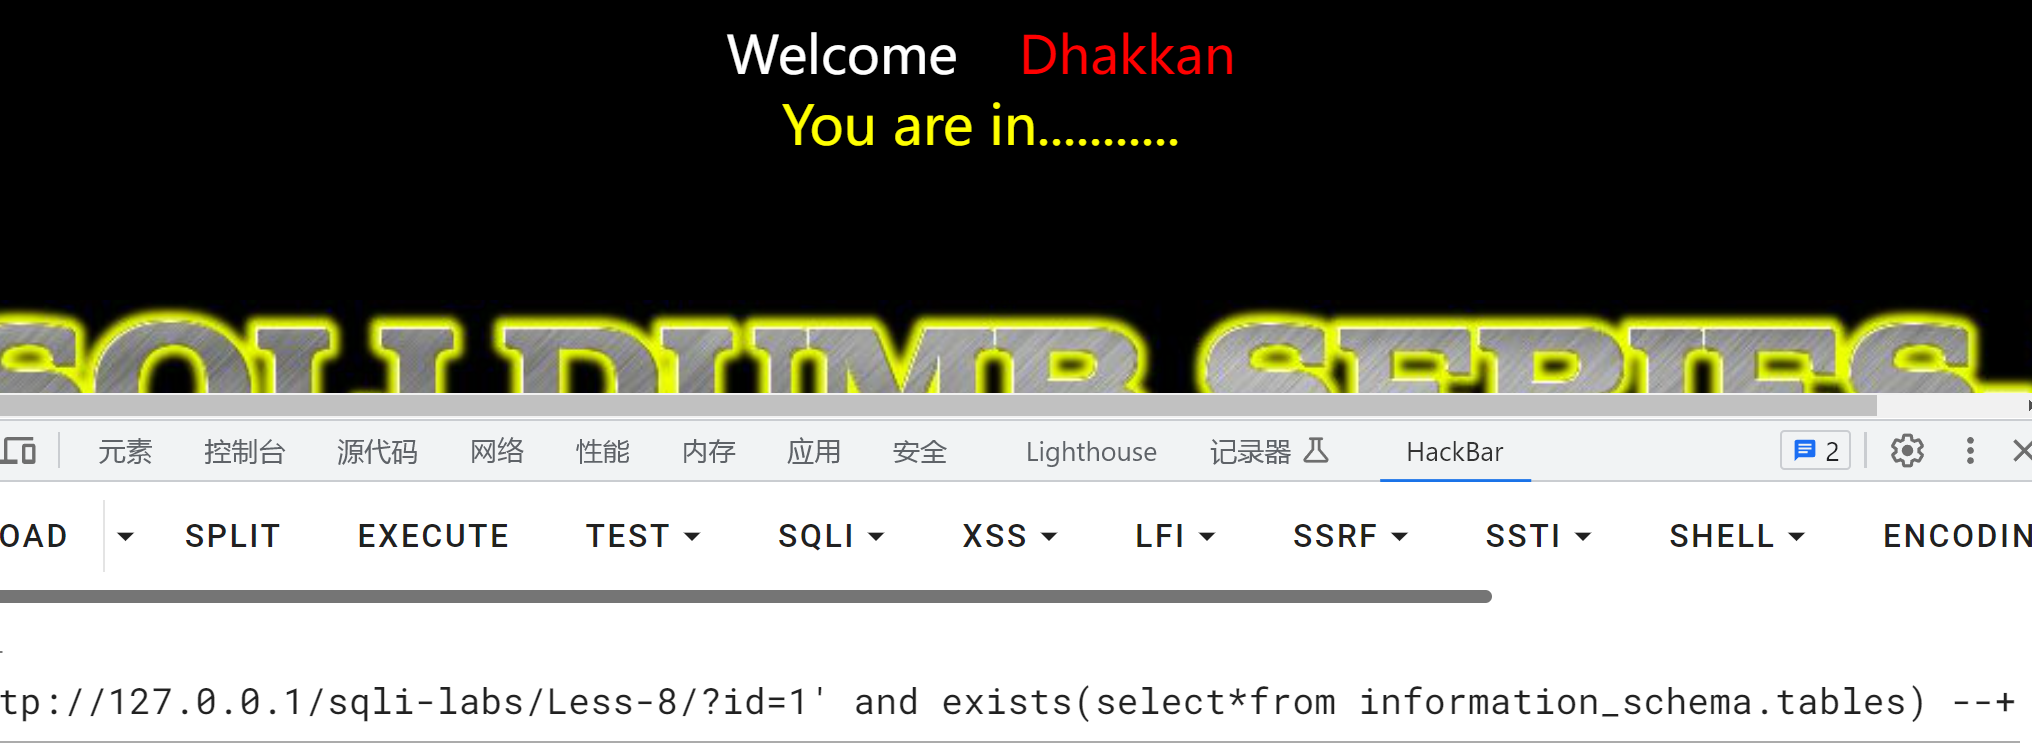 Welcome Dhakkan
You are in...........
SQLI DUMB SERIES-
元素 控制台 源代码 网络 性能 内存 应用 安全 Lighthouse 记录器 HackBar 2
OAD SPLIT EXECUTE TEST SQLI XSS LFI SSRF SSTI SHELL ENCODIN
tp://127.0.0.1/sqli-labs/Less-8/?id=1' and exists(select*from information_schema.tables) --+